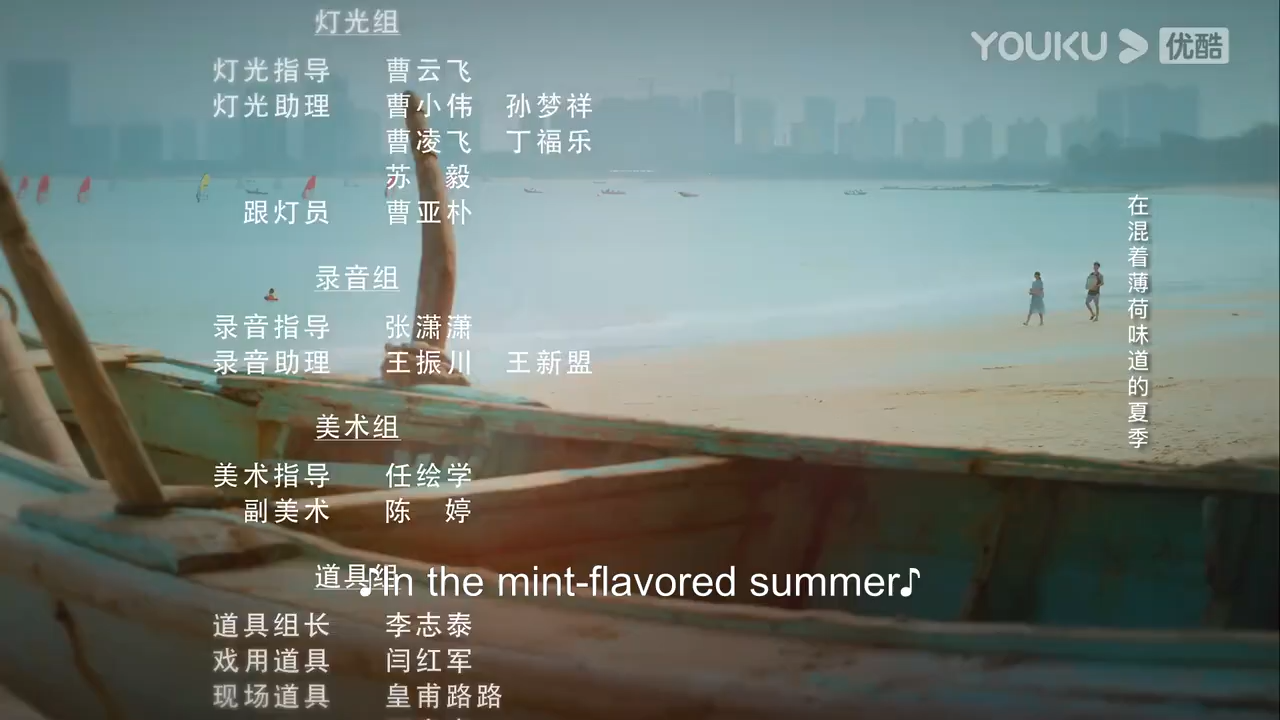 灯光组
YOUKU 优酷
灯光指导 曹云飞
灯光助理 曹小伟 孙梦祥
曹凌飞 丁福乐
苏 毅
跟灯员 曹亚朴
录音组
录音指导 张潇潇
录音助理 王振川 王新盟
美术组
美术指导 任绘学
副美术 陈 婷
道具组
♪In the mint-flavored summer♪
道具组长 李志泰
戏用道具 闫红军
现场道具 皇甫路路
在混着薄荷味道的夏季